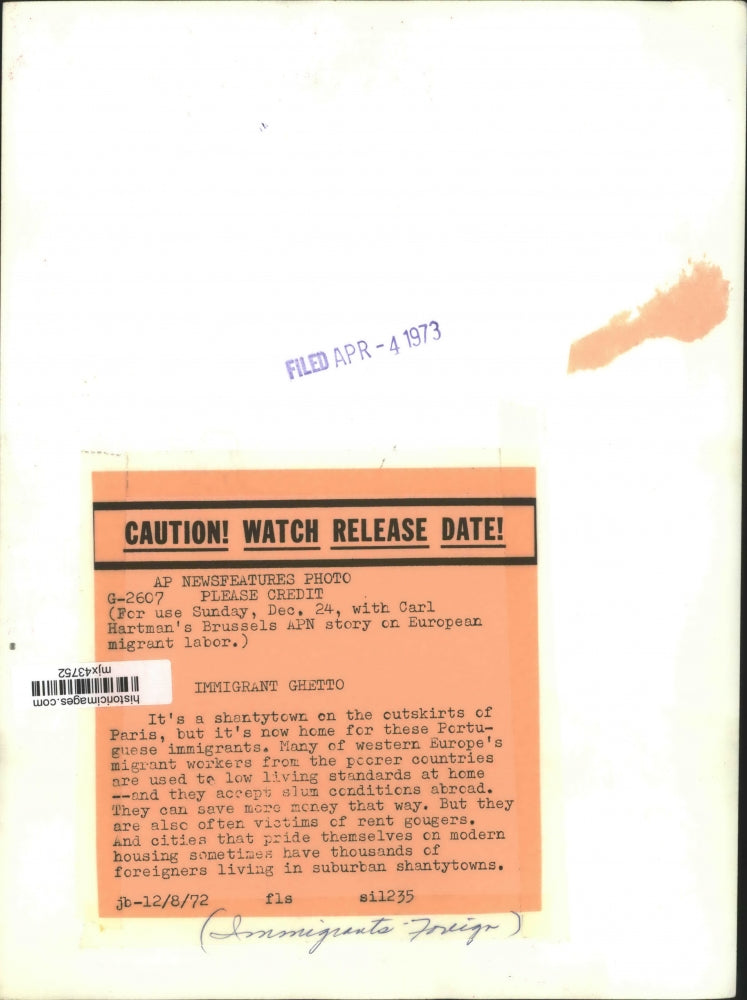 FILED APR - 4 1973
CAUTION! WATCH RELEASE DATE!
AP NEWSFEATURES PHOTO
G-2607 PLEASE CREDIT
(For use Sunday, Dec. 24, with Carl
Hartman's Brussels APN story on European
migrant labor.)
historicimages.com
mjx43752
IMMIGRANT GHETTO
It's a shantytown on the outskirts of
Paris, but it's now home for these Portu-
guese immigrants. Many of western Europe's
migrant workers from the poorer countries
are used to low living standards at home
--and they accept slum conditions abroad.
They can save more money that way. But they
are also often victims of rent gougers.
And cities that pride themselves on modern
housing sometimes have thousands of
foreigners living in suburban shantytowns.
jb-12/8/72 fls si1235
(Immigrants - Foreign)